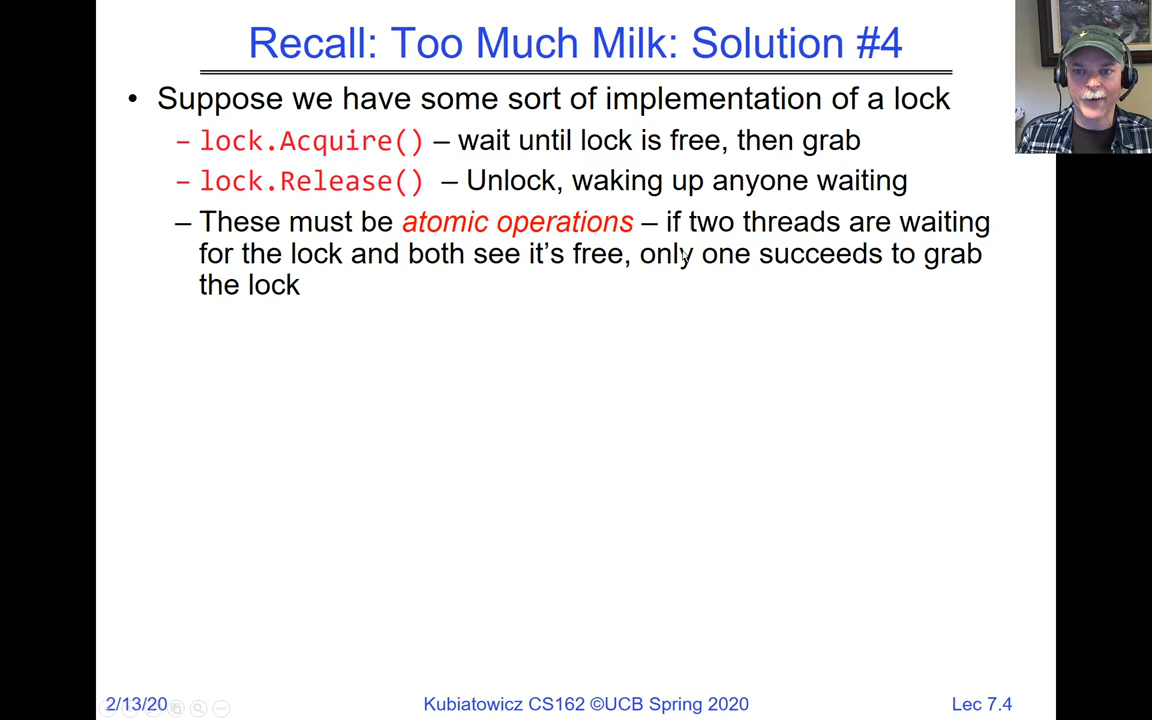 Recall: Too Much Milk: Solution #4
• Suppose we have some sort of implementation of a lock
– lock.Acquire() – wait until lock is free, then grab
– lock.Release() – Unlock, waking up anyone waiting
– These must be atomic operations – if two threads are waiting
for the lock and both see it’s free, only one succeeds to grab
the lock
2/13/20
Kubiatowicz CS162 ©UCB Spring 2020
Lec 7.4